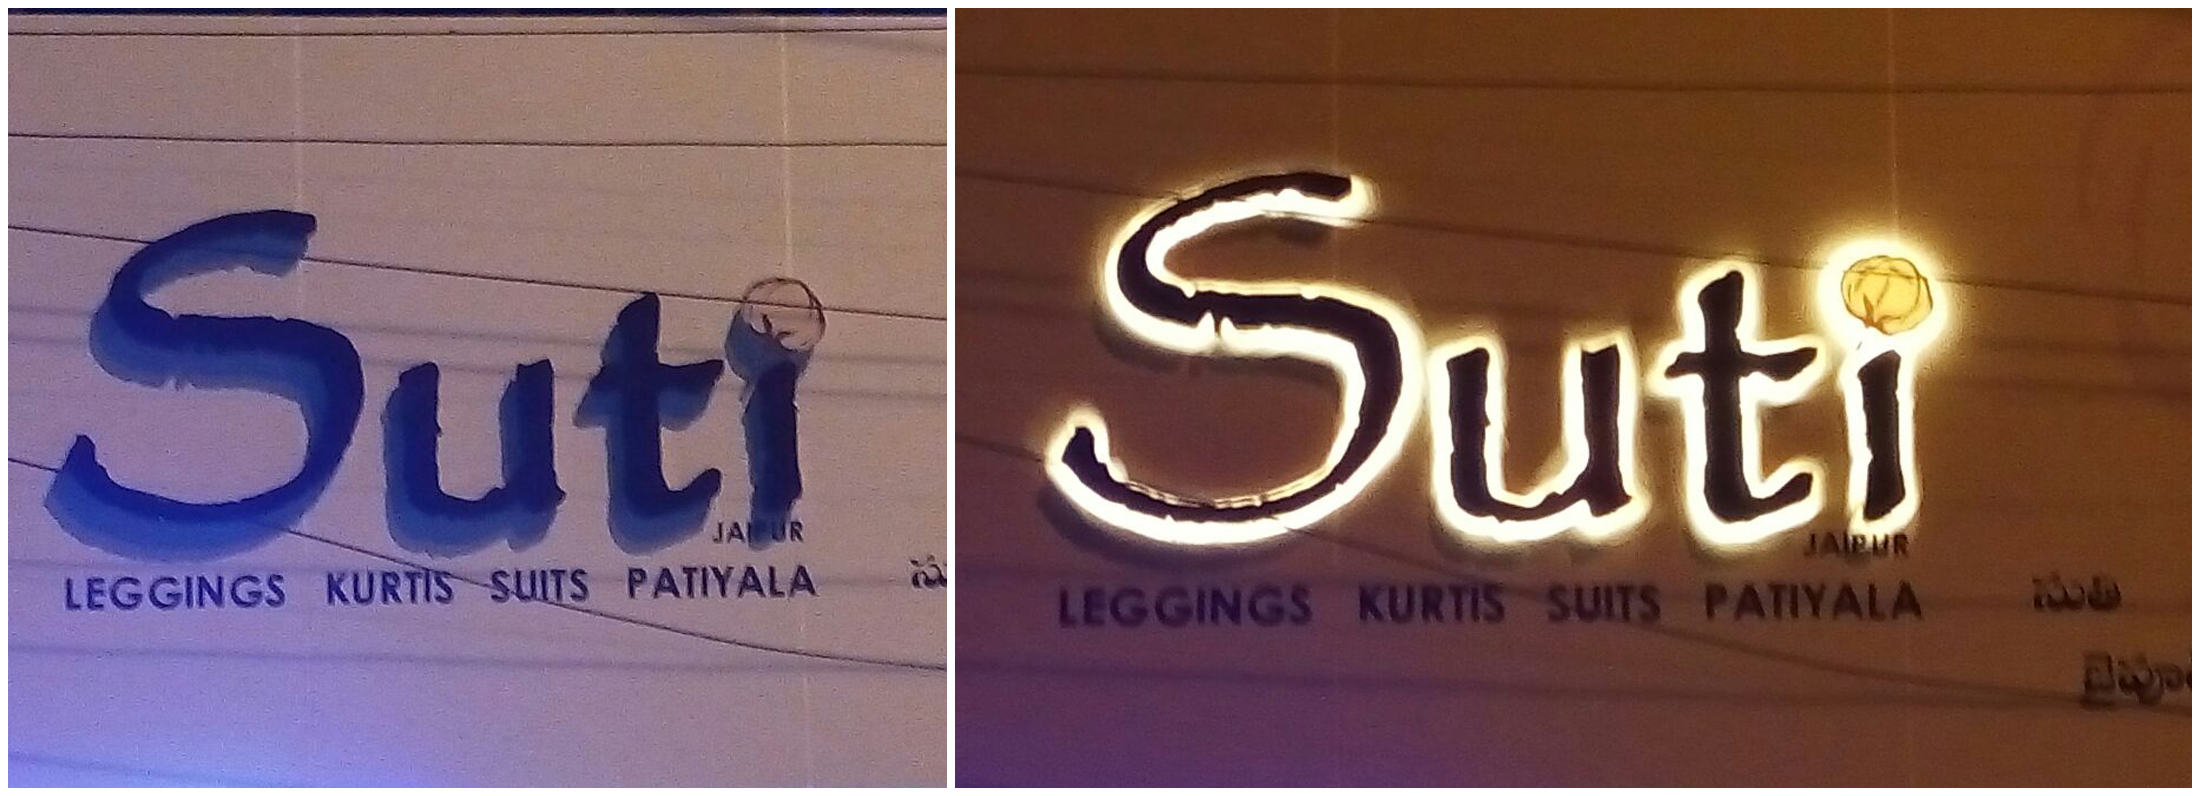 Suti
JAIPUR
LEGGINGS KURTIS SUITS PATIYALA
Suti
JAIPUR
LEGGINGS KURTIS SUITS PATIYALA
ಸುತಿ